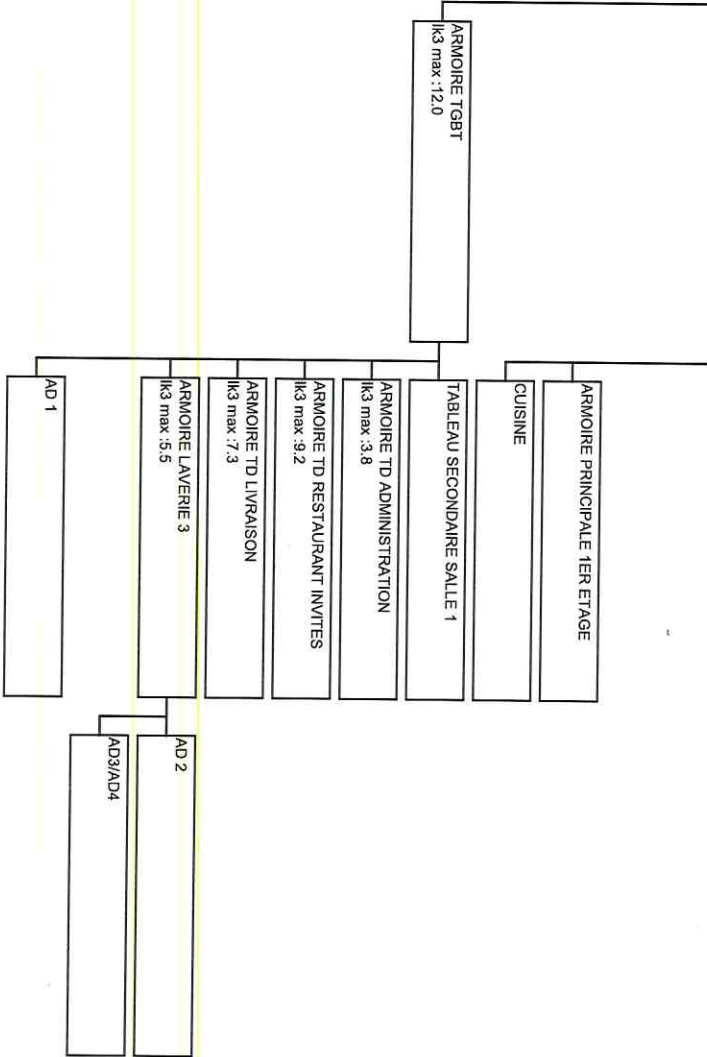 ARMOIRE TGBT
Ik3 max :12.0
ARMOIRE PRINCIPALE 1ER ETAGE
CUISINE
TABLEAU SECONDAIRE SALLE 1
ARMOIRE TD ADMINISTRATION
Ik3 max :3.8
ARMOIRE TD RESTAURANT INVITES
Ik3 max :9.2
ARMOIRE TD LIVRAISON
Ik3 max :7.3
ARMOIRE LAVERIE 3
Ik3 max :5.5
AD 1
AD 2
AD3/AD4